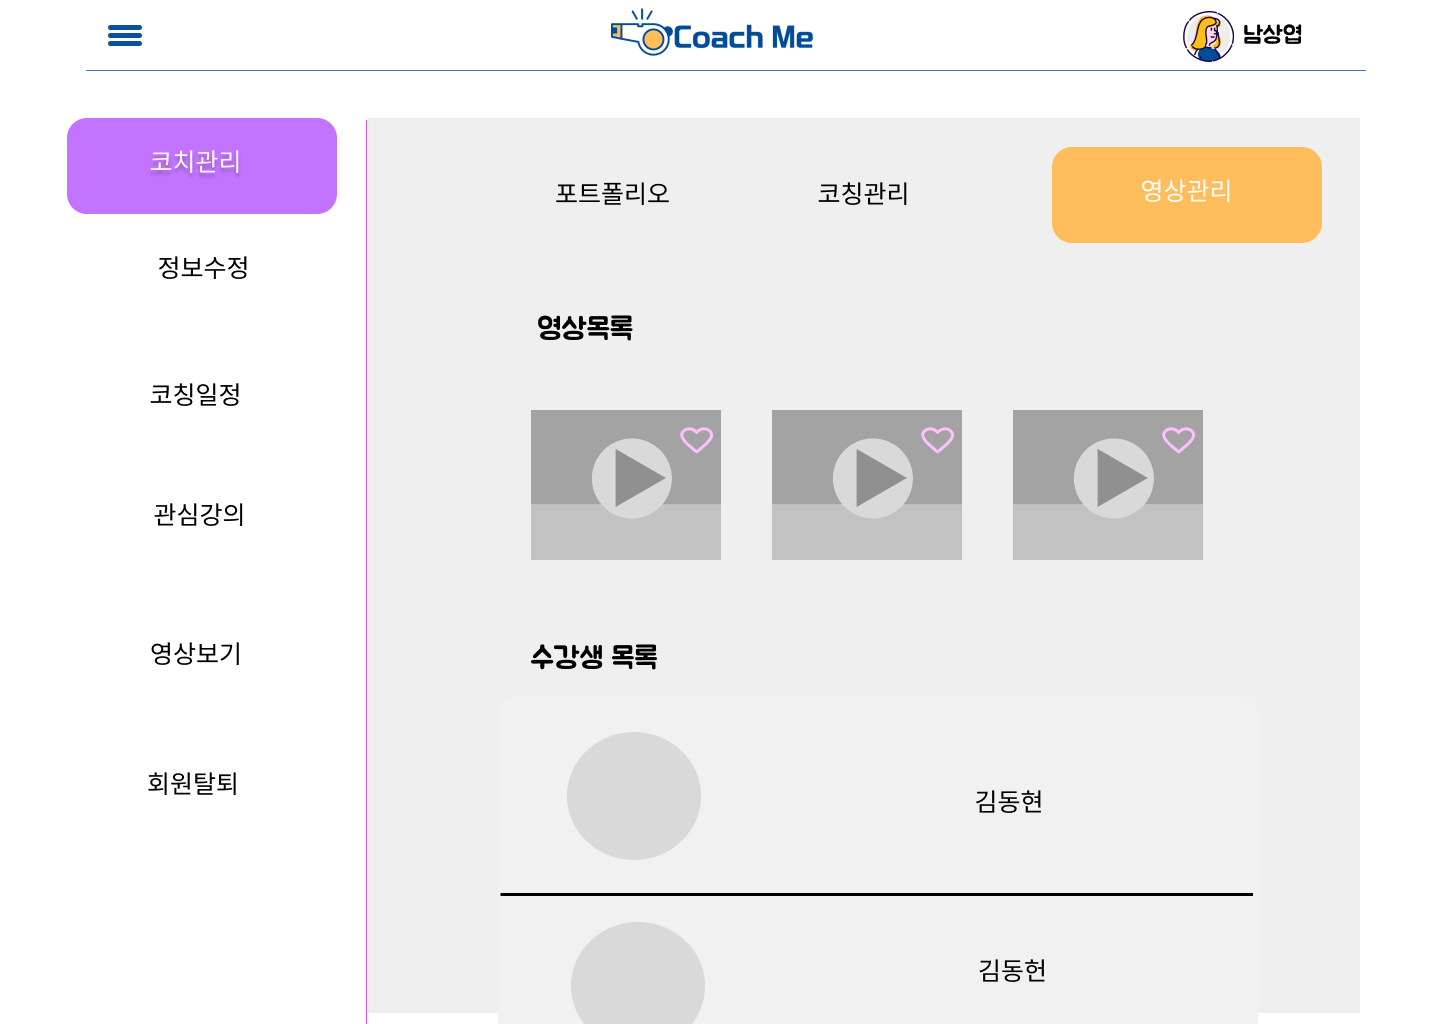 Coach Me
남상엽
코치관리
정보수정
코칭일정
관심강의
영상보기
회원탈퇴
포트폴리오
코칭관리
영상관리
영상목록
수강생 목록
김동현
김동헌